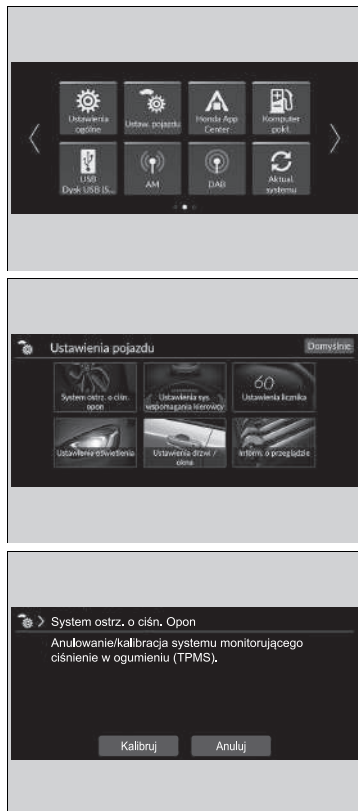 Ustawienia
ogólne
Ustaw. pojazdu
Honda App
Center
Komputer
pokł.
USB
Dysk USB (S...
AM
DAB
Aktual.
systemu
Ustawienia pojazdu
Domyślnie
System ostrz. o ciśn.
opon
Ustawienia sys.
wspomagania kierowcy
60
Ustawienia licznika
Ustawienia oświetlenia
Ustawienia drzwi /
okna
Inform. o przeglądzie
System ostrz. o ciśn. Opon
Anulowanie/kalibracja systemu monitorującego
ciśnienie w ogumieniu (TPMS).
Kalibruj
Anuluj